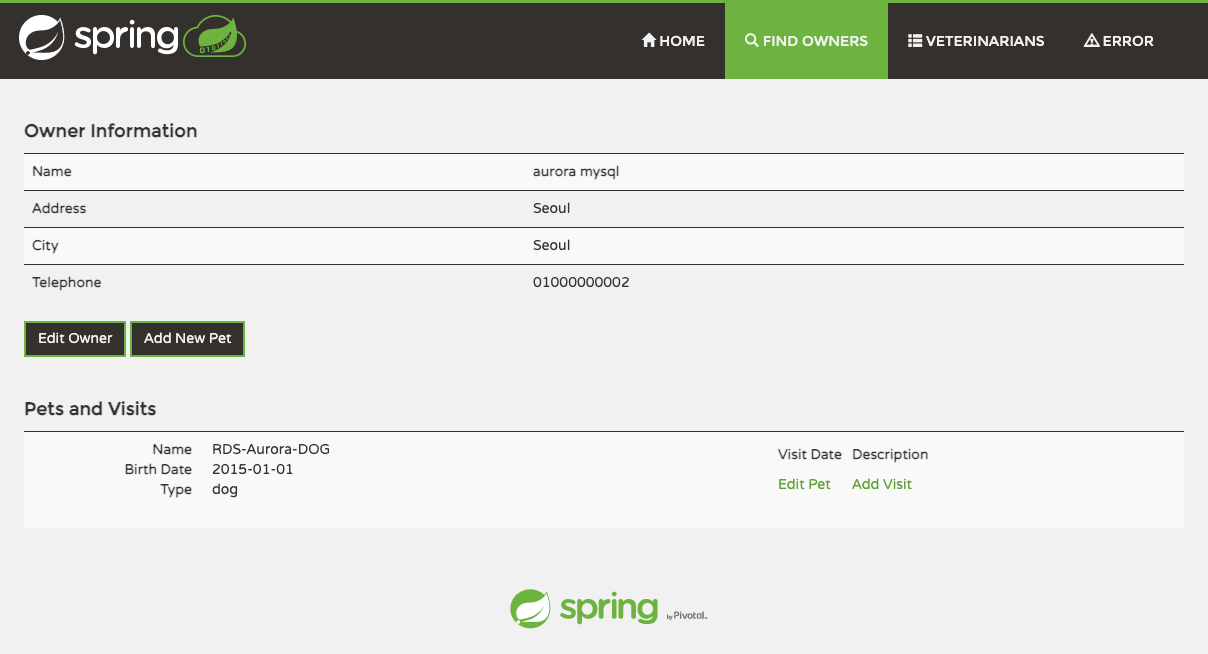 spring
HOME FIND OWNERS VETERINARIANS ERROR
Owner Information
Name aurora mysql
Address Seoul
City Seoul
Telephone 01000000002
Edit Owner Add New Pet
Pets and Visits
Name RDS-Aurora-DOG
Birth Date 2015-01-01
Type dog
Visit Date Description
Edit Pet Add Visit
spring by Pivotal